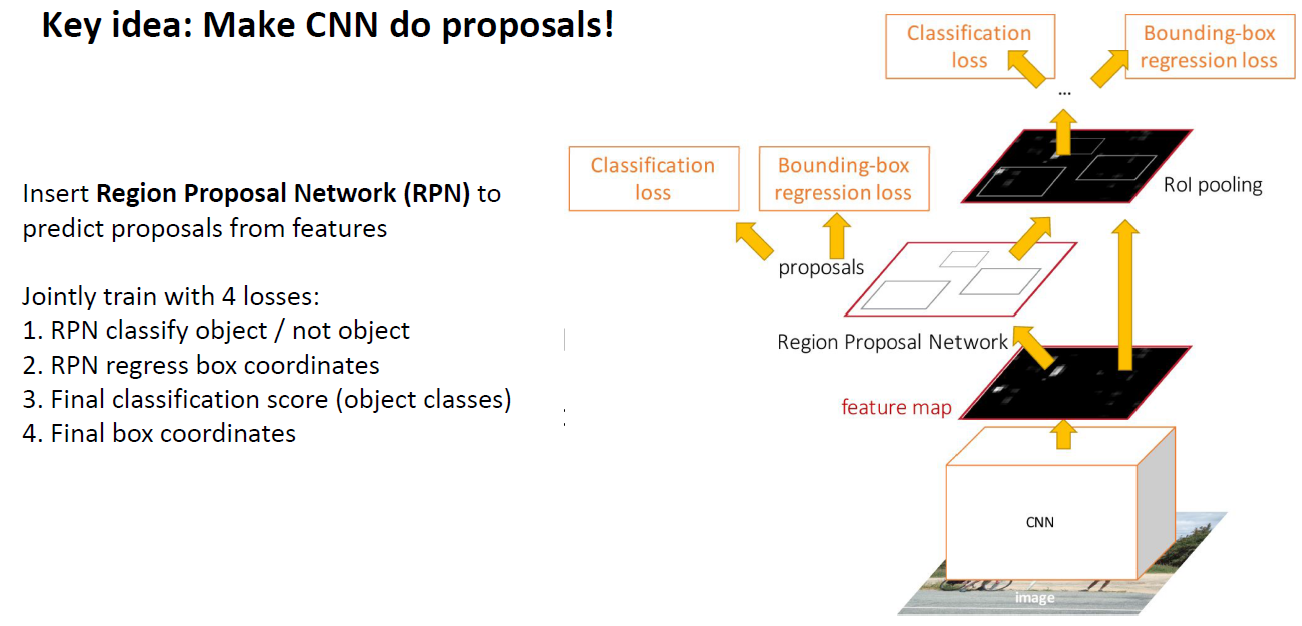 Key idea: Make CNN do proposals!
Insert Region Proposal Network (RPN) to
predict proposals from features
Jointly train with 4 losses:
1. RPN classify object / not object
2. RPN regress box coordinates
3. Final classification score (object classes)
4. Final box coordinates
Classification
loss
Bounding-box
regression loss
...
RoI pooling
Classification
loss
Bounding-box
regression loss
proposals
Region Proposal Network
feature map
CNN
image